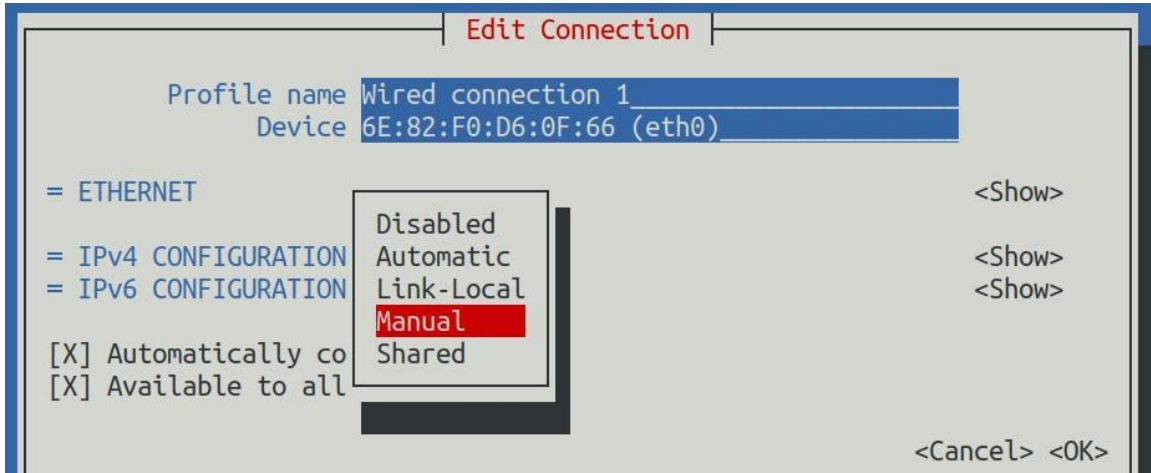 Edit Connection
Profile name Wired connection 1
Device 6E:82:F0:D6:0F:66 (eth0)
= ETHERNET <Show>
Disabled
= IPv4 CONFIGURATION Automatic <Show>
= IPv6 CONFIGURATION Link-Local <Show>
Manual
[X] Automatically co Shared
[X] Available to all
<Cancel> <OK>